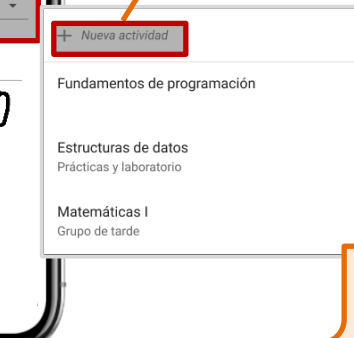 Nueva actividad
Fundamentos de programación
Estructuras de datos
Prácticas y laboratorio
Matemáticas I
Grupo de tarde